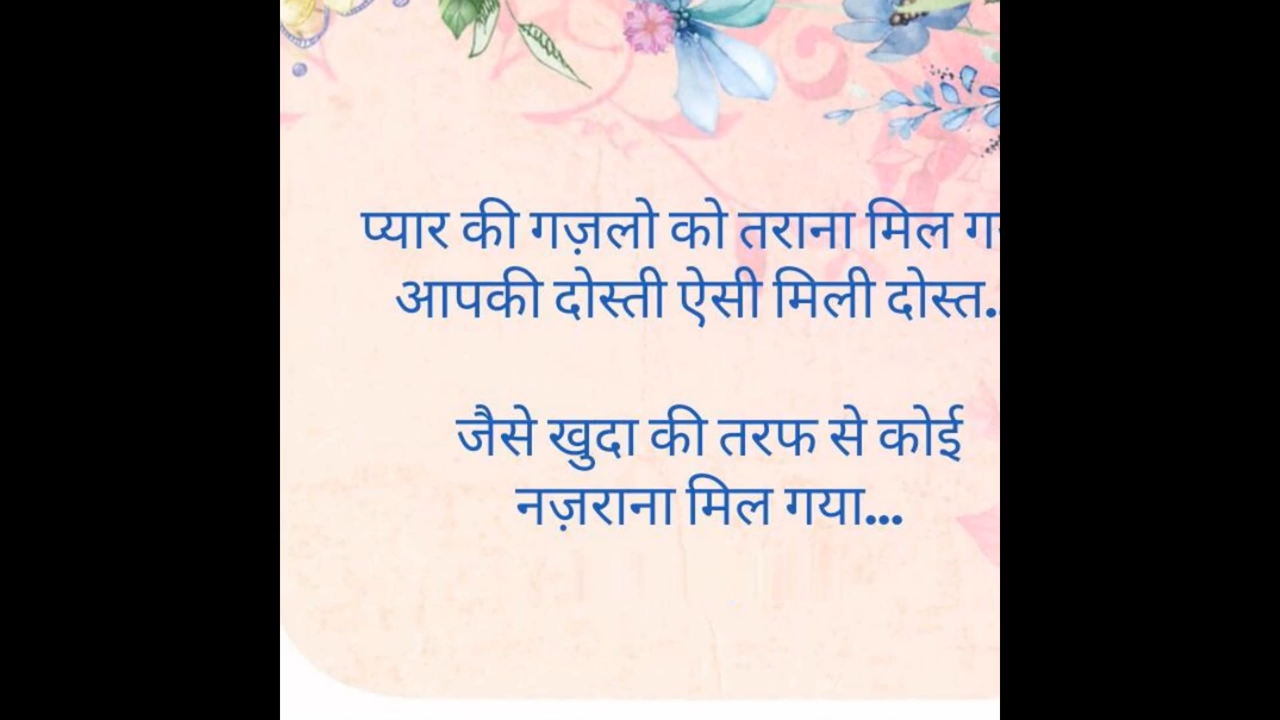 प्यार की गज़लो को तराना मिल
आपकी दोस्ती ऐसी मिली दोस्त..
जैसे खुदा की तरफ से कोई
नज़राना मिल गया...